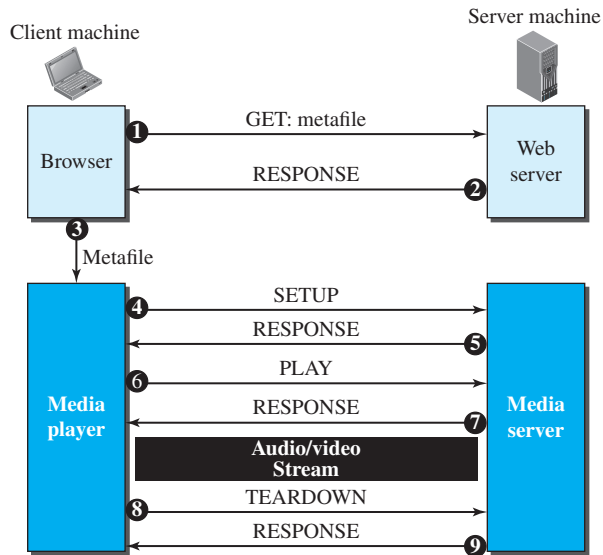 Client machine
Server machine
Browser
Web
server
1 GET: metafile
RESPONSE 2
3
Metafile
Media
player
Media
server
4 SETUP
RESPONSE 5
6 PLAY
RESPONSE 7
Audio/video
Stream
8 TEARDOWN
RESPONSE 9